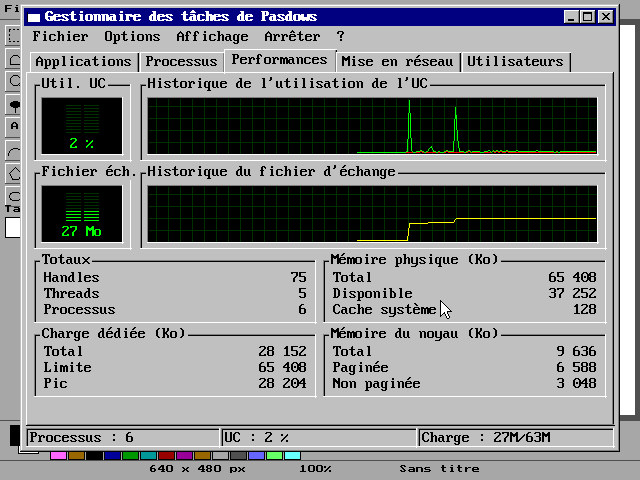 Fi
Gestionnaire des tâches de Pasdows
Fichier Options Affichage Arrêter ?
Applications Processus Performances Mise en réseau Utilisateurs
Util. UC
Historique de l'utilisation de l'UC
2 %
Fichier éch.
Historique du fichier d'échange
27 Mo
Totaux
Handles 75
Threads 5
Processus 6
Mémoire physique (Ko)
Total 65 408
Disponible 37 252
Cache système 128
Charge dédiée (Ko)
Total 28 152
Limite 65 408
Pic 28 204
Mémoire du noyau (Ko)
Total 9 636
Paginée 6 588
Non paginée 3 048
Processus : 6 UC : 2 % Charge : 27M/63M
A
Ta
640 x 480 px 100% Sans titre